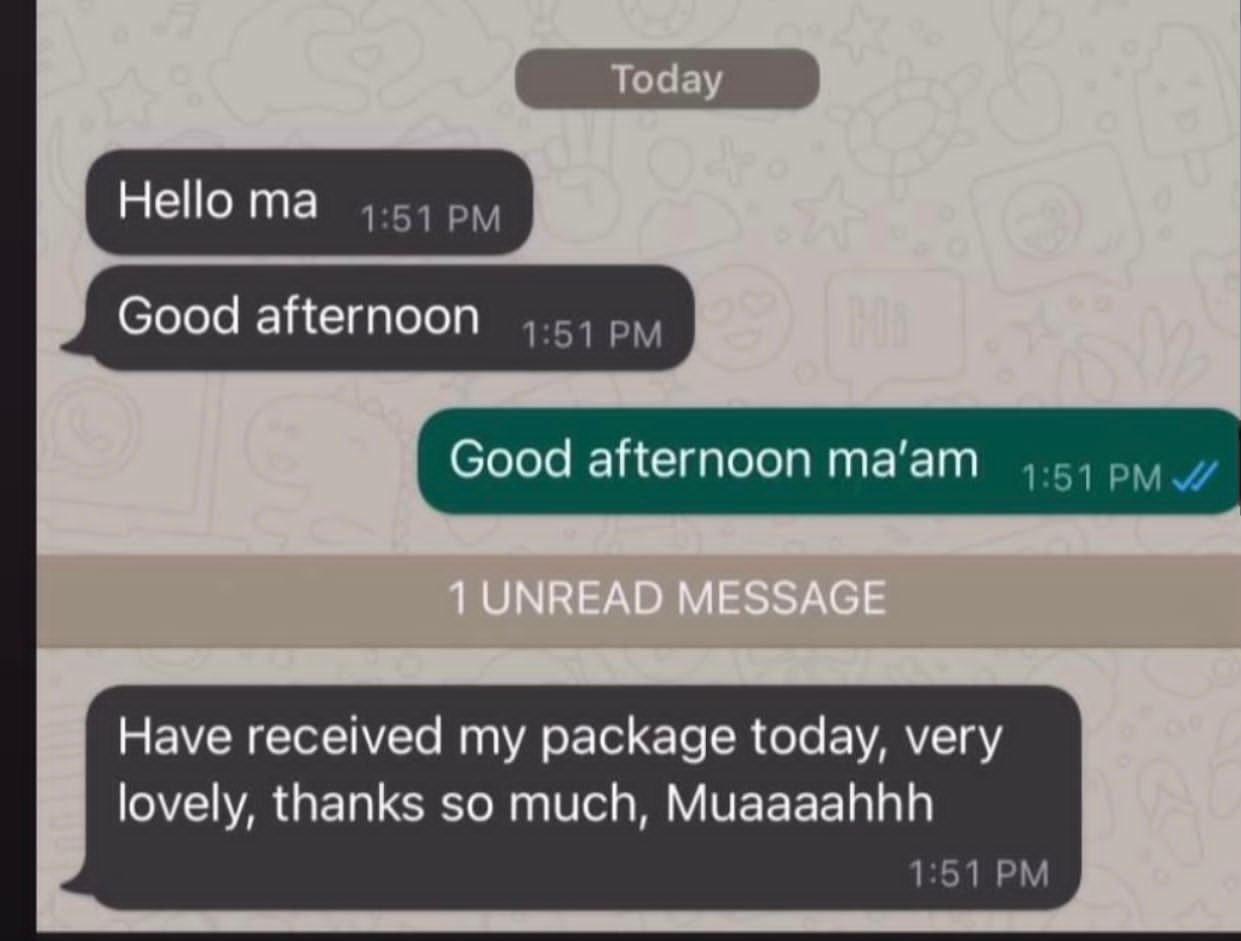 Today
Hello ma 1:51 PM
Good afternoon 1:51 PM
Good afternoon ma'am 1:51 PM
1 UNREAD MESSAGE
Have received my package today, very
lovely, thanks so much, Muaaaahhh
1:51 PM